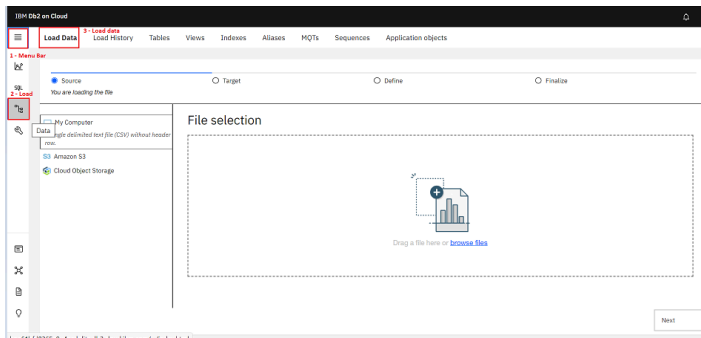 IBM Db2 on Cloud
3 - Load data
Load Data Load History Tables Views Indexes Aliases MQTs Sequences Application objects
1 - Menu Bar
Source Target Define Finalize
You are loading the file
SQL
2 - Load
Data
My Computer
single delimited text file (CSV) without header
row.
S3 Amazon S3
Cloud Object Storage
File selection
Drag a file here or browse files
Next